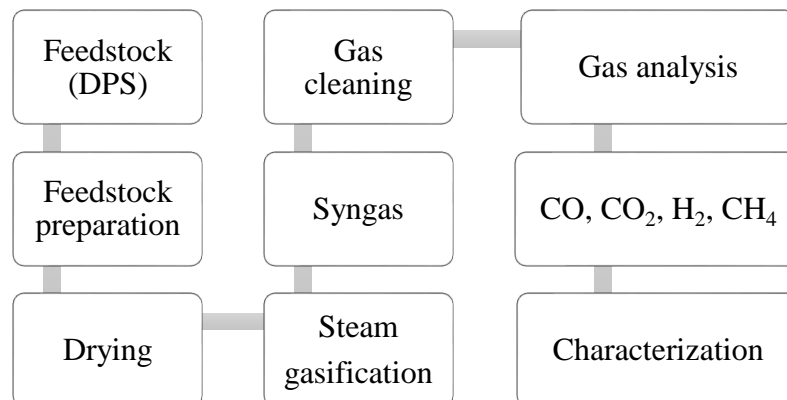 Feedstock
(DPS)
Feedstock
preparation
Drying
Steam
gasification
Syngas
Gas
cleaning
Gas analysis
CO, CO₂, H₂, CH₄
Characterization